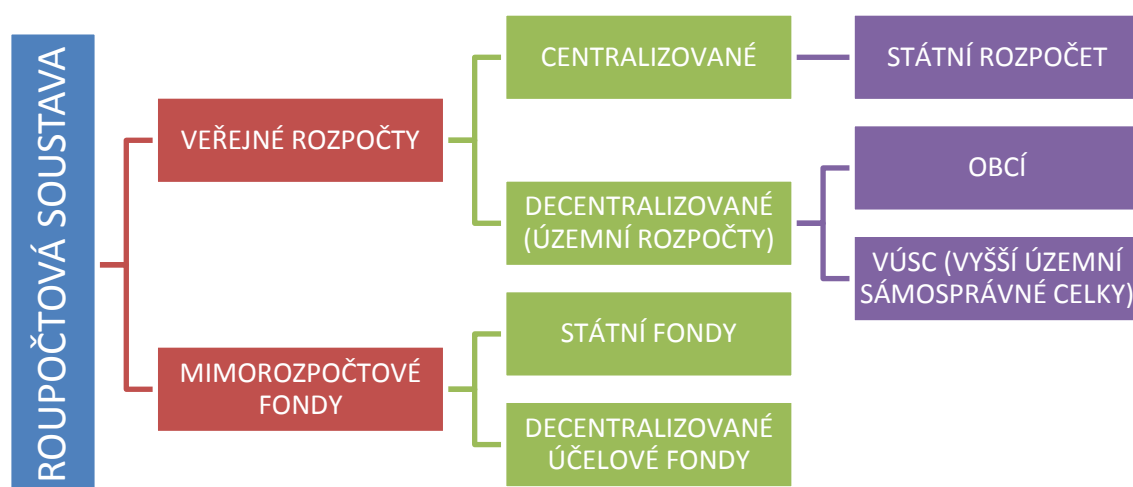 ROUPOČTOVÁ SOUSTAVA
VEŘEJNÉ ROZPOČTY
CENTRALIZOVANÉ
STÁTNÍ ROZPOČET
DECENTRALIZOVANÉ
(ÚZEMNÍ ROZPOČTY)
OBCÍ
VÚSC (VYŠŠÍ ÚZEMNÍ
SÁMOSPRÁVNÉ CELKY)
MIMOROZPOČTOVÉ
FONDY
STÁTNÍ FONDY
DECENTRALIZOVANÉ
ÚČELOVÉ FONDY